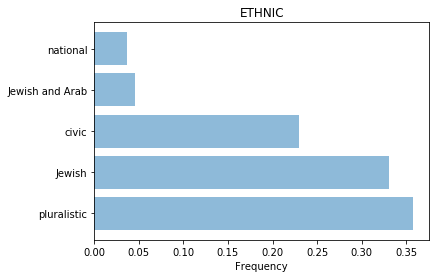 ETHNIC
national
Jewish and Arab
civic
Jewish
pluralistic
0.00 0.05 0.10 0.15 0.20 0.25 0.30 0.35
Frequency